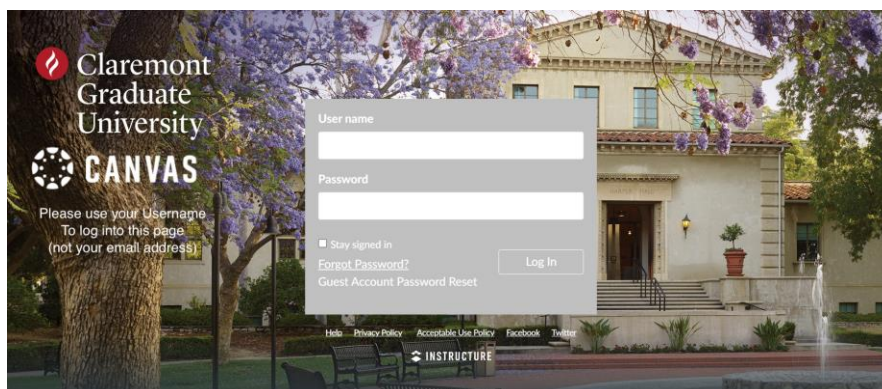 Claremont
Graduate
University
CANVAS
Please use your Username
To log into this page
(not your email address)
User name
Password
Stay signed in
Forgot Password?
Log In
Guest Account Password Reset
Help Privacy Policy Acceptable Use Policy Facebook Twitter
INSTRUCTURE